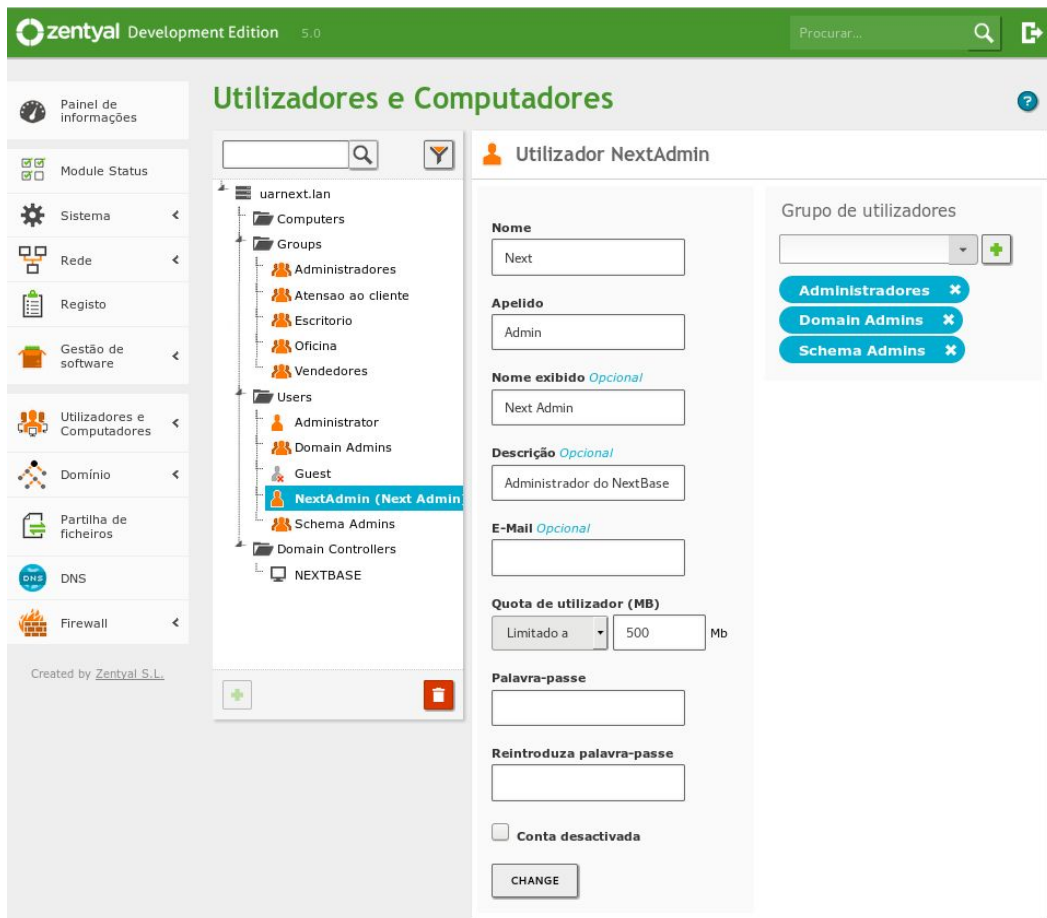 zentyal Development Edition 5.0
Procurar...
Painel de
informações
Module Status
Sistema
Rede
Registo
Gestão de
software
Utilizadores e
Computadores
Domínio
Partilha de
ficheiros
DNS
DNS
Firewall
Created by Zentyal S.L.
Utilizadores e Computadores
?
uarnext.lan
Computers
Groups
Administradores
Atensao ao cliente
Escritorio
Oficina
Vendedores
Users
Administrator
Domain Admins
Guest
NextAdmin (Next Admin
Schema Admins
Domain Controllers
NEXTBASE
Utilizador NextAdmin
Nome
Next
Apelido
Admin
Nome exibido Opcional
Next Admin
Descrição Opcional
Administrador do NextBase
E-Mail Opcional
Quota de utilizador (MB)
Limitado a 500 Mb
Palavra-passe
Reintroduza palavra-passe
Conta desactivada
CHANGE
Grupo de utilizadores
Administradores
Domain Admins
Schema Admins